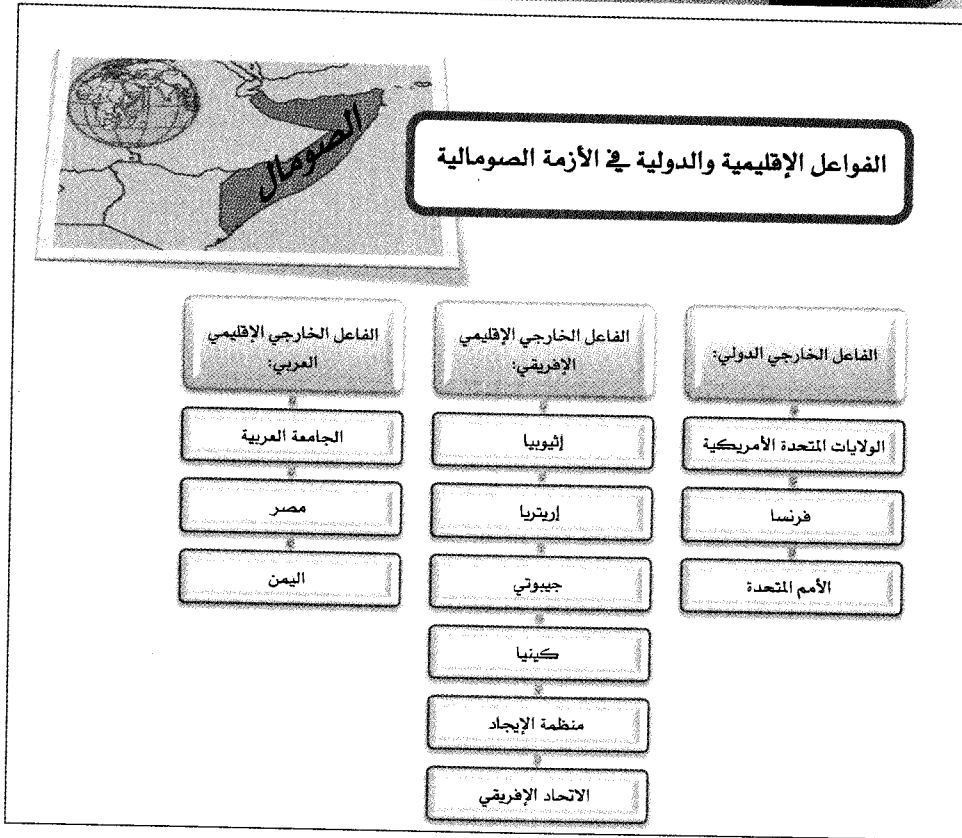 الصومال
الفواعل الإقليمية والدولية في الأزمة الصومالية
الفاعل الخارجي الدولي:
الولايات المتحدة الأمريكية
فرنسا
الأمم المتحدة
الفاعل الخارجي الإقليمي
الإفريقي:
إثيوبيا
إريتريا
جيبوتي
كينيا
منظمة الإيجاد
الاتحاد الإفريقي
الفاعل الخارجي الإقليمي
العربي:
الجامعة العربية
مصر
اليمن